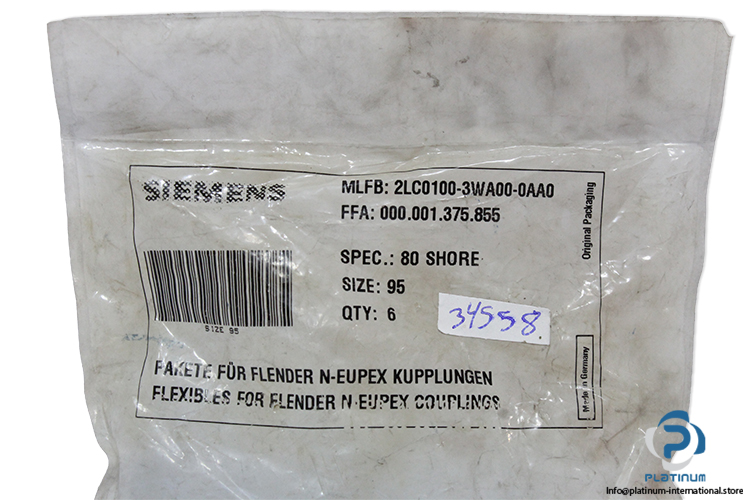 SIEMENS
MLFB: 2LC0100-3WA00-0AA0
FFA: 000.001.375.855
Original Packaging
SPEC.: 80 SHORE
SIZE: 95
QTY: 6
34558
SIZE 95
Made in Germany
PAKETE FÜR FLENDER N-EUPEX KUPPLUNGEN
FLEXIBLES FOR FLENDER N-EUPEX COUPLINGS
PLATINUM
Info@platinum-international.store